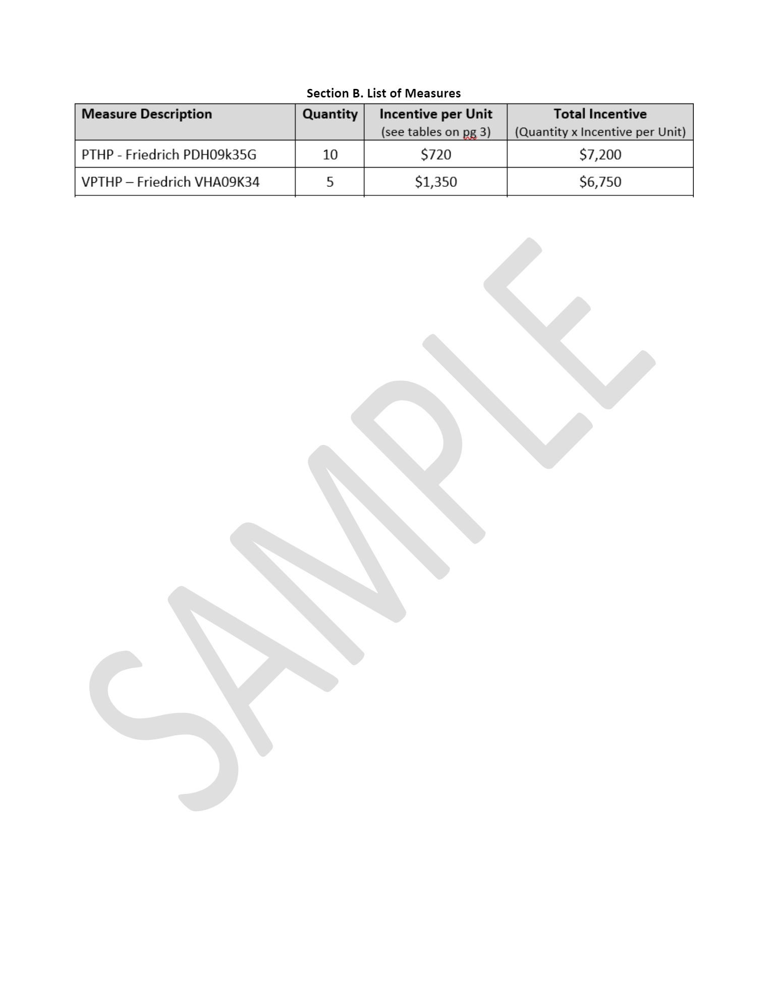 Section B. List of Measures
Measure Description Quantity Incentive per Unit Total Incentive
(see tables on pg 3) (Quantity x Incentive per Unit)
PTHP - Friedrich PDH09k35G 10 $720 $7,200
VPTHP – Friedrich VHA09K34 5 $1,350 $6,750
SAMPLE